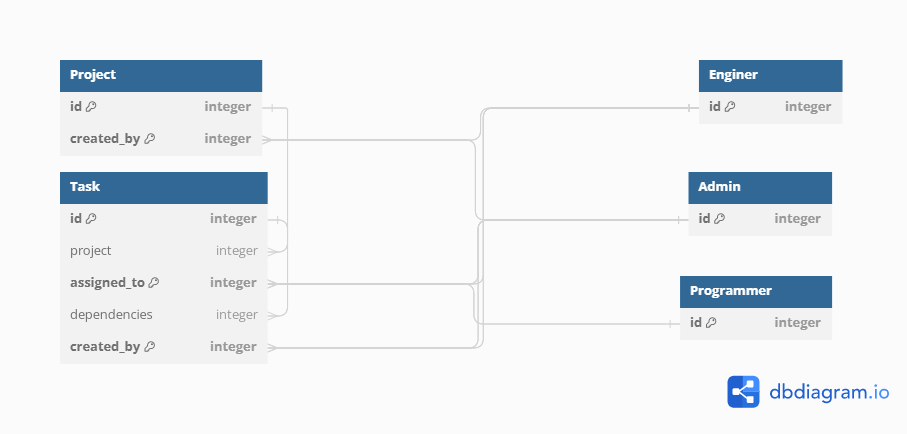 Project
id integer
created_by integer
Task
id integer
project integer
assigned_to integer
dependencies integer
created_by integer
Enginer
id integer
Admin
id integer
Programmer
id integer
dbdiagram.io